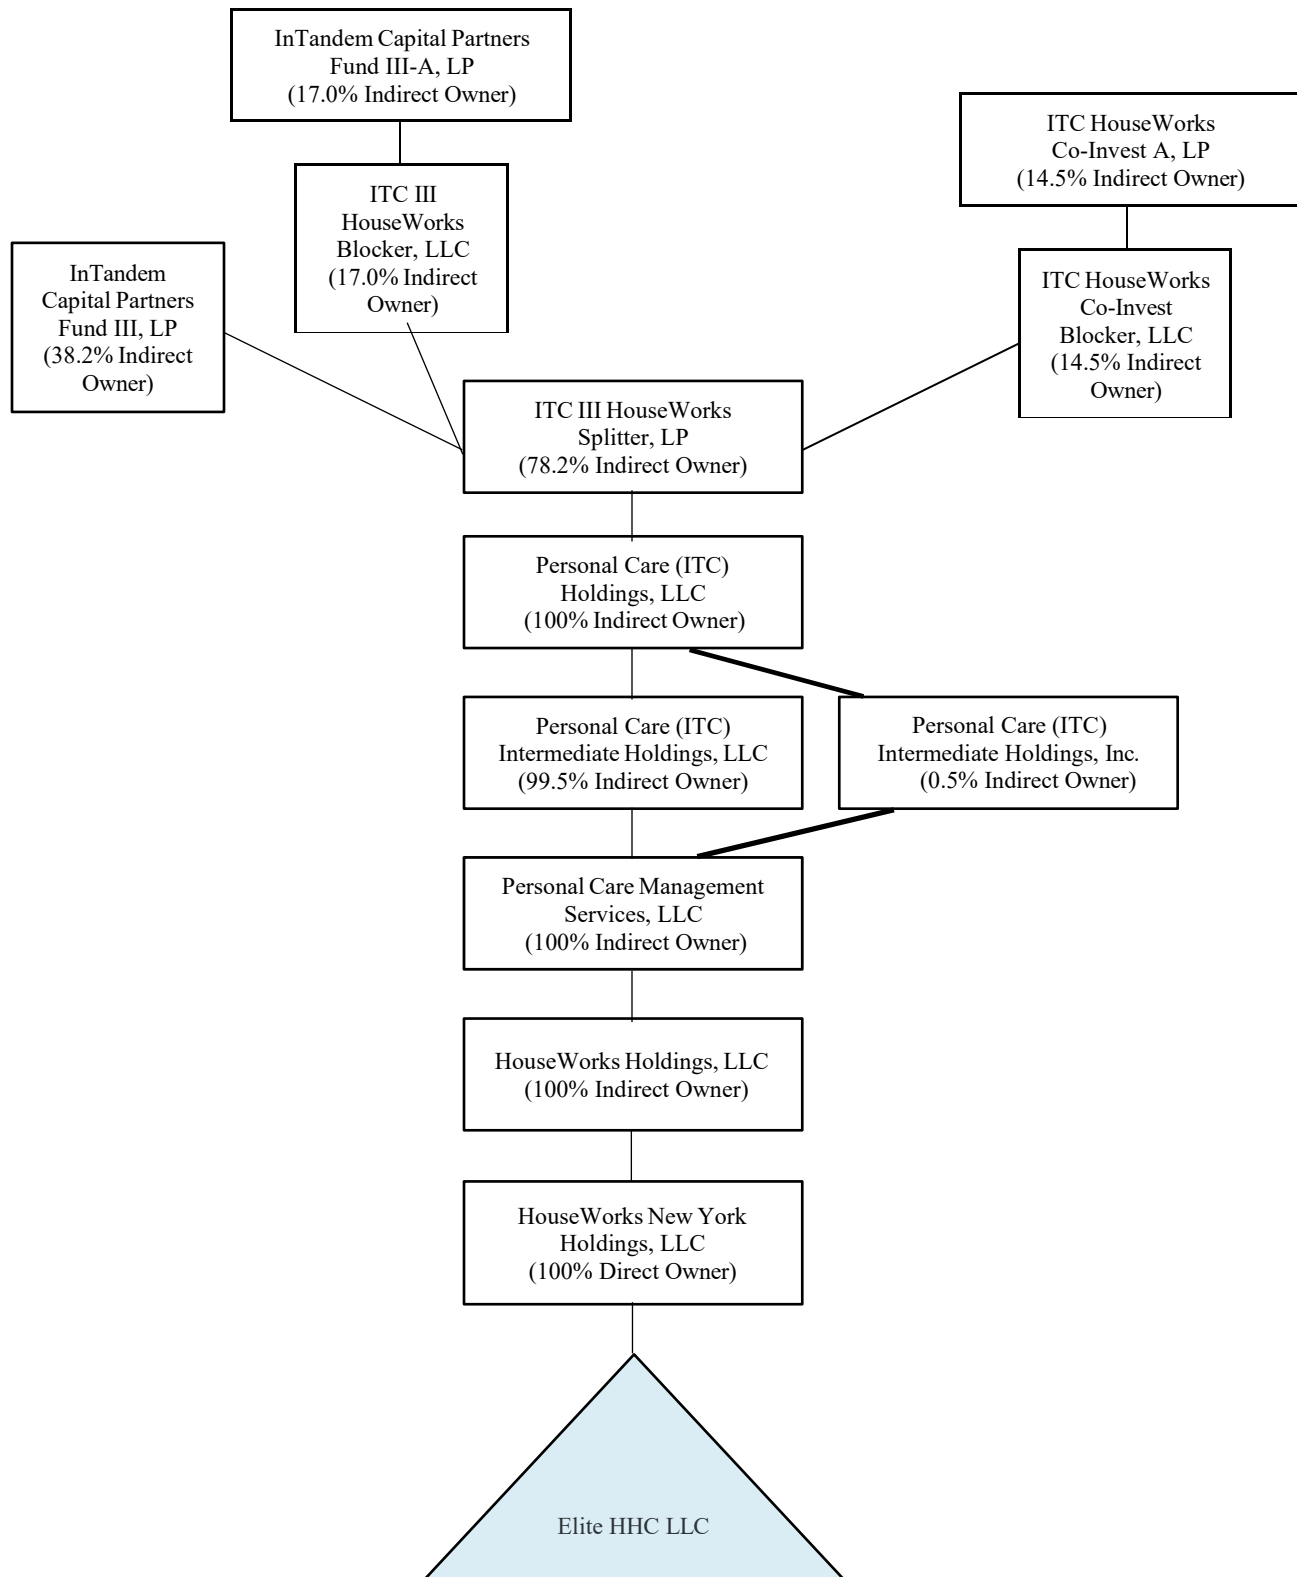 InTandem Capital Partners
Fund III-A, LP
(17.0% Indirect Owner)
ITC HouseWorks
Co-Invest A, LP
(14.5% Indirect Owner)
ITC III
HouseWorks
Blocker, LLC
(17.0% Indirect
Owner)
InTandem
Capital Partners
Fund III, LP
(38.2% Indirect
Owner)
ITC HouseWorks
Co-Invest
Blocker, LLC
(14.5% Indirect
Owner)
ITC III HouseWorks
Splitter, LP
(78.2% Indirect Owner)
Personal Care (ITC)
Holdings, LLC
(100% Indirect Owner)
Personal Care (ITC)
Intermediate Holdings, LLC
(99.5% Indirect Owner)
Personal Care (ITC)
Intermediate Holdings, Inc.
(0.5% Indirect Owner)
Personal Care Management
Services, LLC
(100% Indirect Owner)
HouseWorks Holdings, LLC
(100% Indirect Owner)
HouseWorks New York
Holdings, LLC
(100% Direct Owner)
Elite HHC LLC